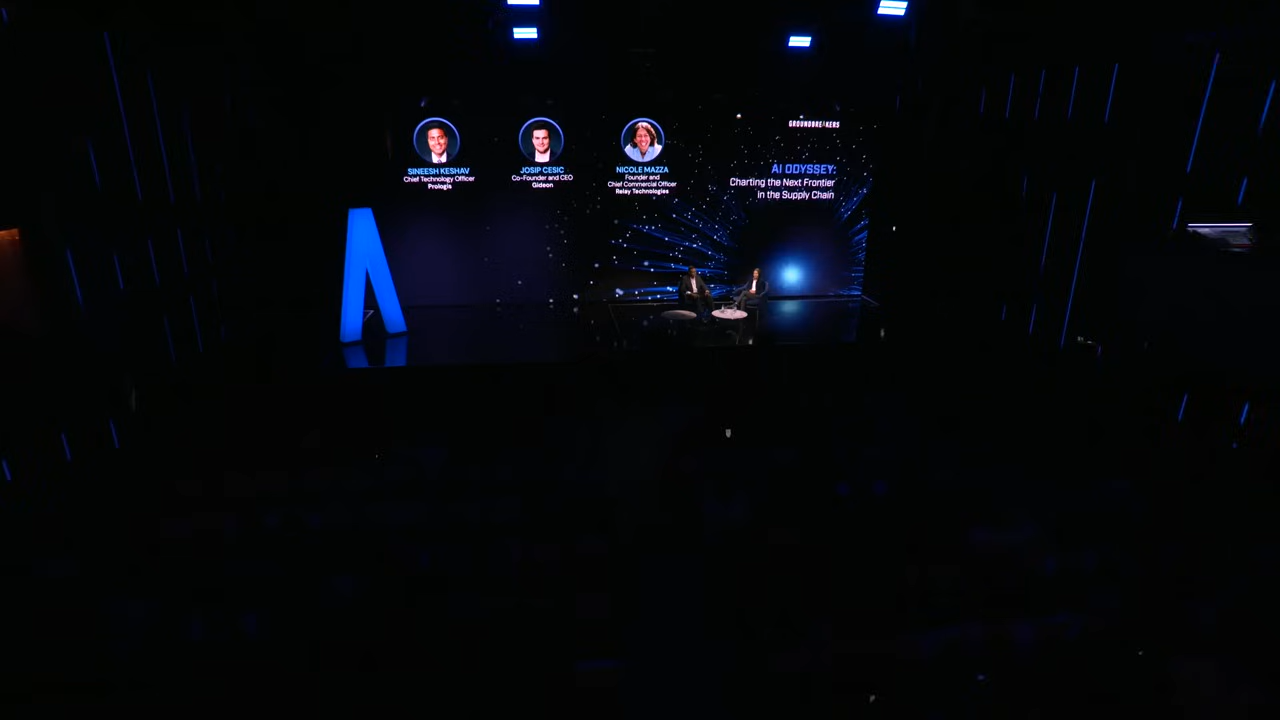 GROUNDBREAKERS
SINEESH KESHAV
Chief Technology Officer
Prologis
JOSIP CESIC
Co-Founder and CEO
Gideon
NICOLE MAZZA
Founder and
Chief Commercial Officer
Relay Technologies
AI ODYSSEY:
Charting the Next Frontier
in the Supply Chain